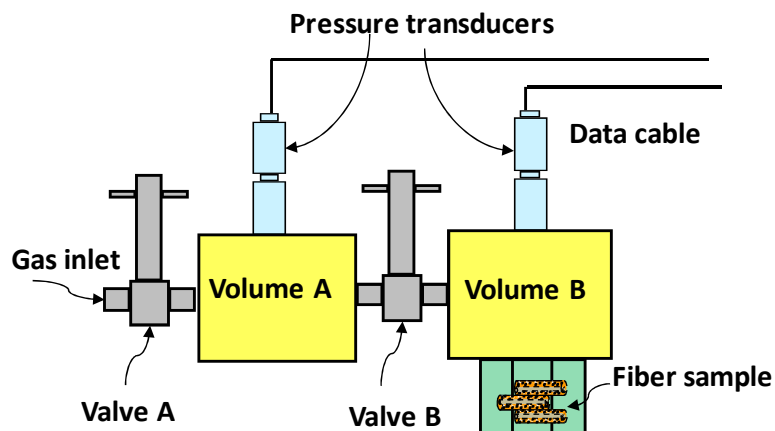 Pressure transducers
Data cable
Gas inlet
Volume A
Volume B
Fiber sample
Valve A
Valve B